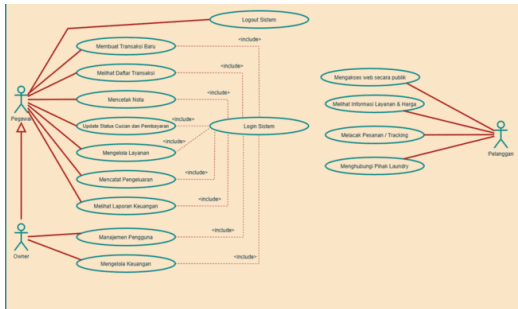 Logout Sistem
<include>
Membuat Transaksi Baru
<include>
Melihat Daftar Transaksi
Mengakses web secara publik
Mencetak Nota
<include>
Melihat Informasi Layanan & Harga
Pegawai
Update Status Cucian dan Pembayaran
<include>
Login Sistem
Melacak Pesanan / Tracking
<include>
Mengelola Layanan
Pelanggan
Menghubungi Pihak Laundry
<include>
Mencatat Pengeluaran
<include>
Melihat Laporan Keuangan
<include>
Manajemen Pengguna
Owner
<include>
Mengelola Keuangan